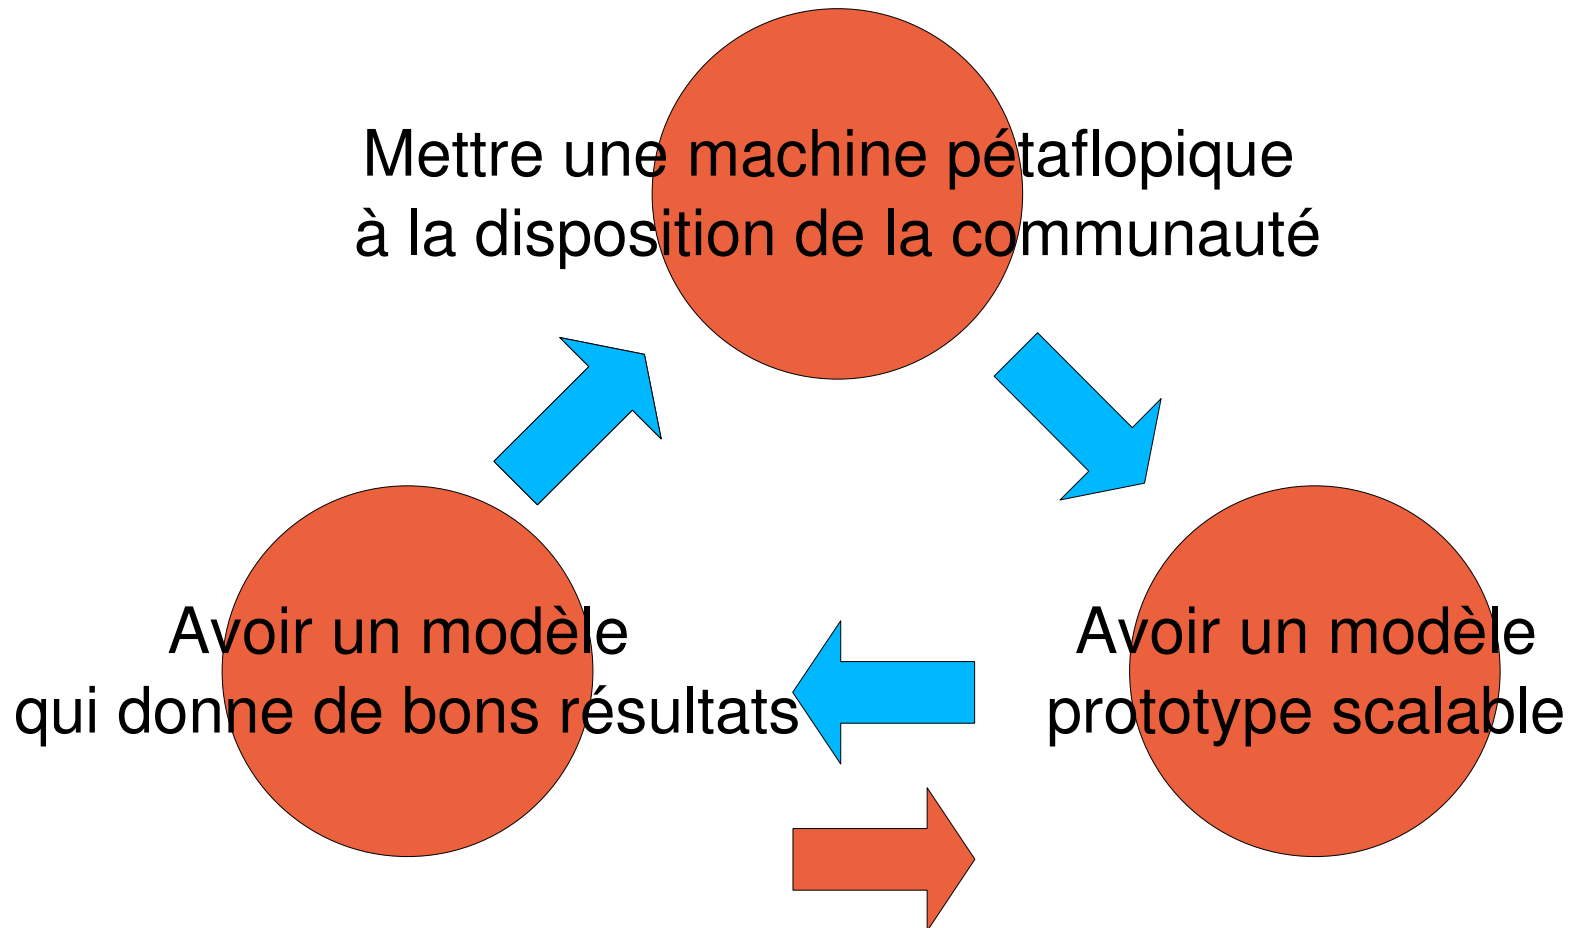 Mettre une machine pétaflopique
à la disposition de la communauté
Avoir un modèle
qui donne de bons résultats
Avoir un modèle
prototype scalable